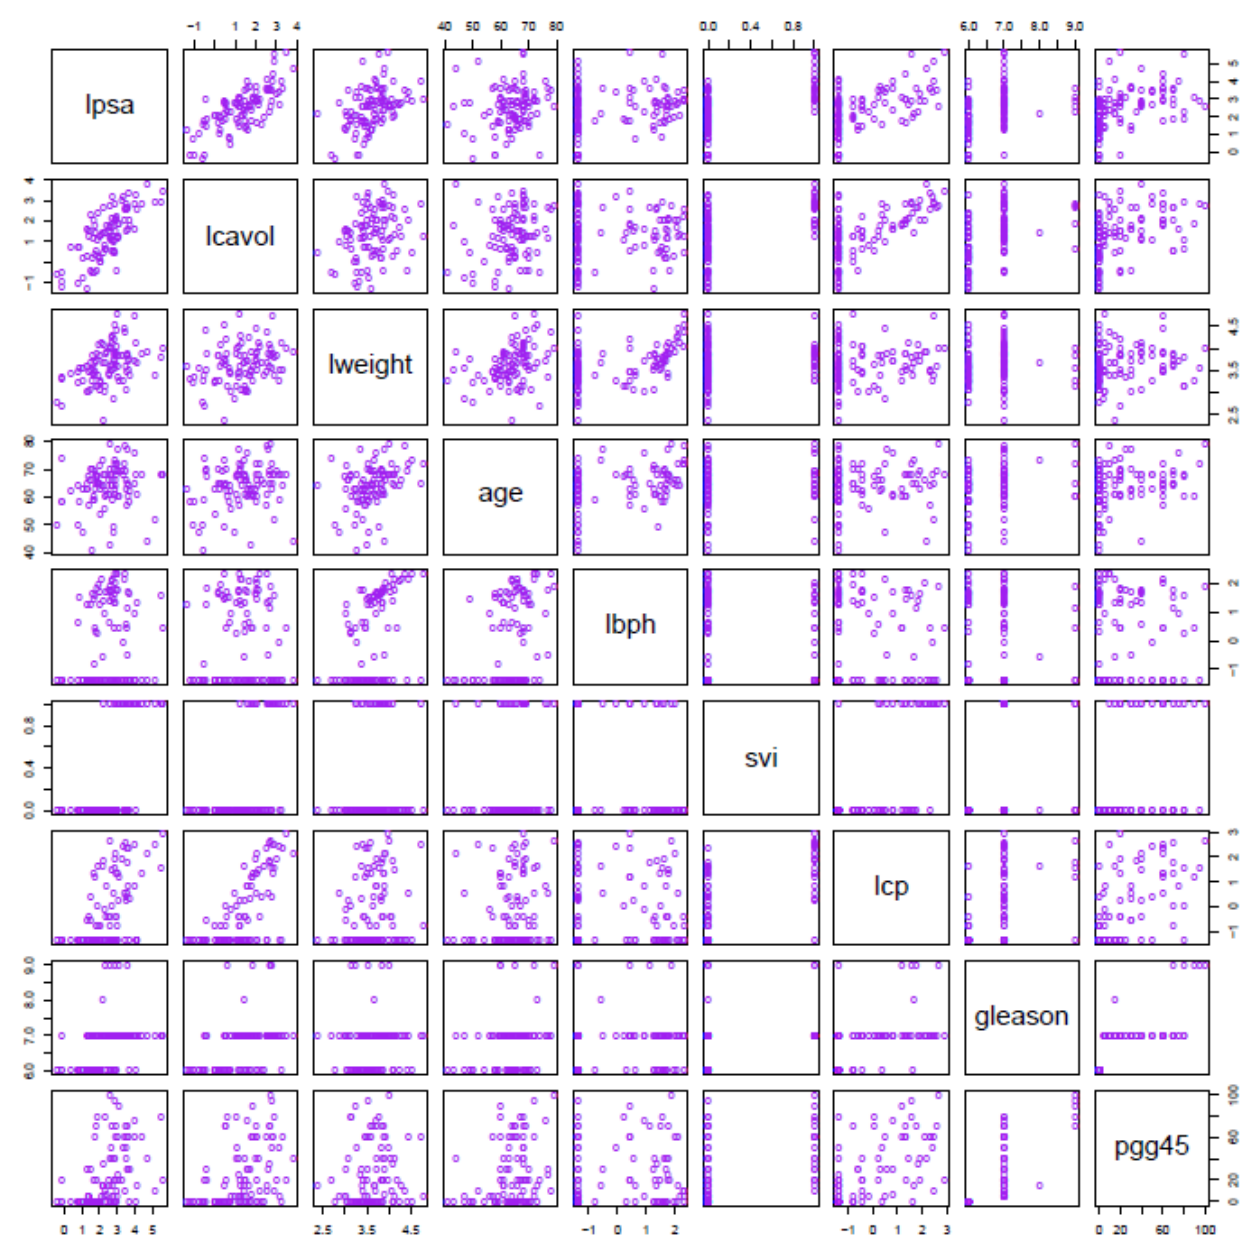 −1 1 2 3 4 40 50 60 70 80 0.0 0.4 0.8 6.0 7.0 8.0 9.0
lpsa
0 1 2 3 4 5
lcavol
−1 1 2 3 4
lweight
2.5 3.5 4.5
age
40 50 60 70 80
lbph
−1 0 1 2
svi
0.0 0.4 0.8
lcp
−1 0 1 2 3
gleason
6.0 7.0 8.0 9.0
pgg45
0 20 60 100
0 1 2 3 4 5 2.5 3.5 4.5 −1 0 1 2 −1 0 1 2 3 0 20 60 100